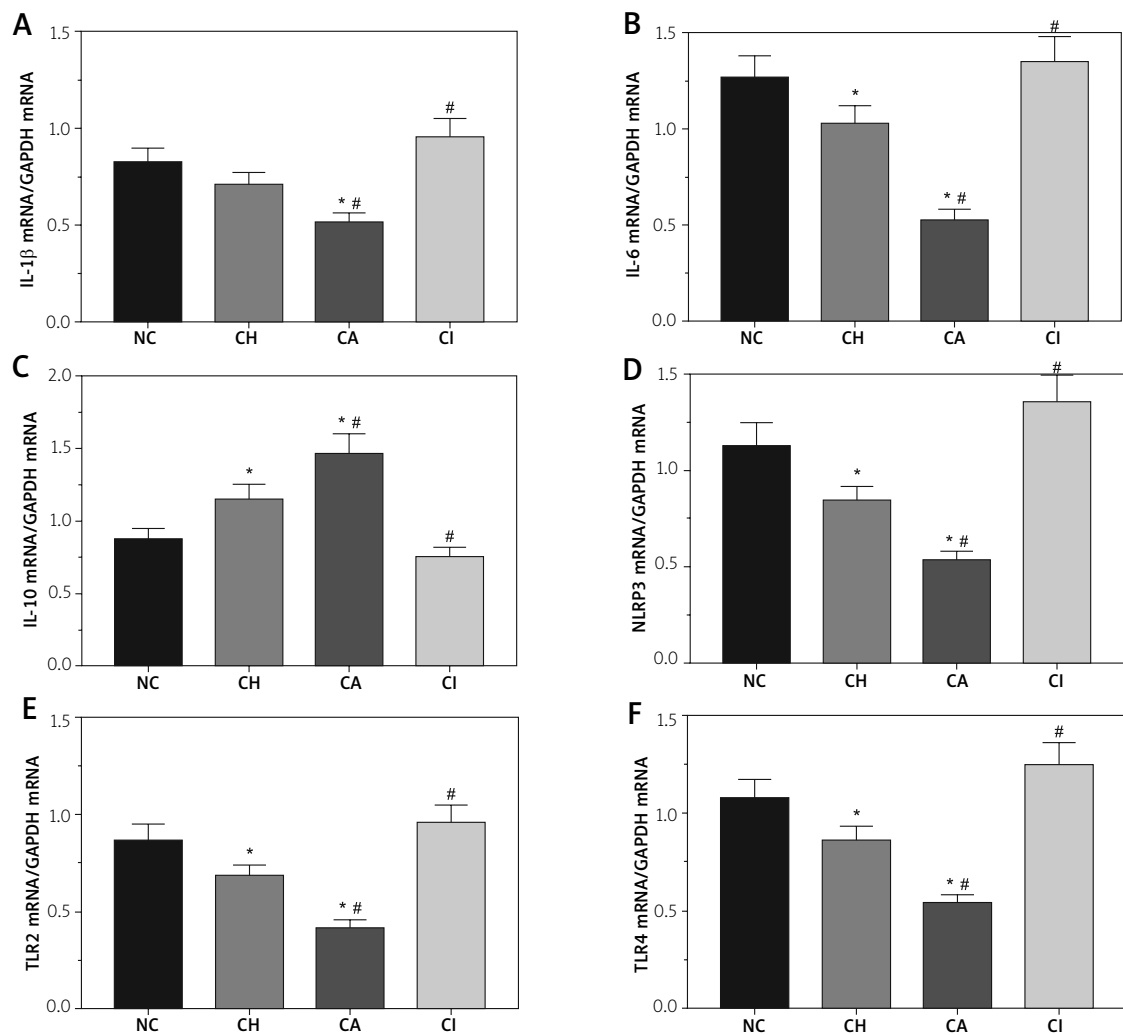 A
IL-1β mRNA/GAPDH mRNA
1.5
1.0
0.5
0.0
#
* #
NC CH CA CI
B
IL-6 mRNA/GAPDH mRNA
1.5
1.0
0.5
0.0
#
*
* #
NC CH CA CI
C
IL-10 mRNA/GAPDH mRNA
2.0
1.5
1.0
0.5
0.0
* #
*
#
NC CH CA CI
D
NLRP3 mRNA/GAPDH mRNA
1.5
1.0
0.5
0.0
#
*
* #
NC CH CA CI
E
TLR2 mRNA/GAPDH mRNA
1.5
1.0
0.5
0.0
#
*
* #
NC CH CA CI
F
TLR4 mRNA/GAPDH mRNA
1.5
1.0
0.5
0.0
#
*
* #
NC CH CA CI